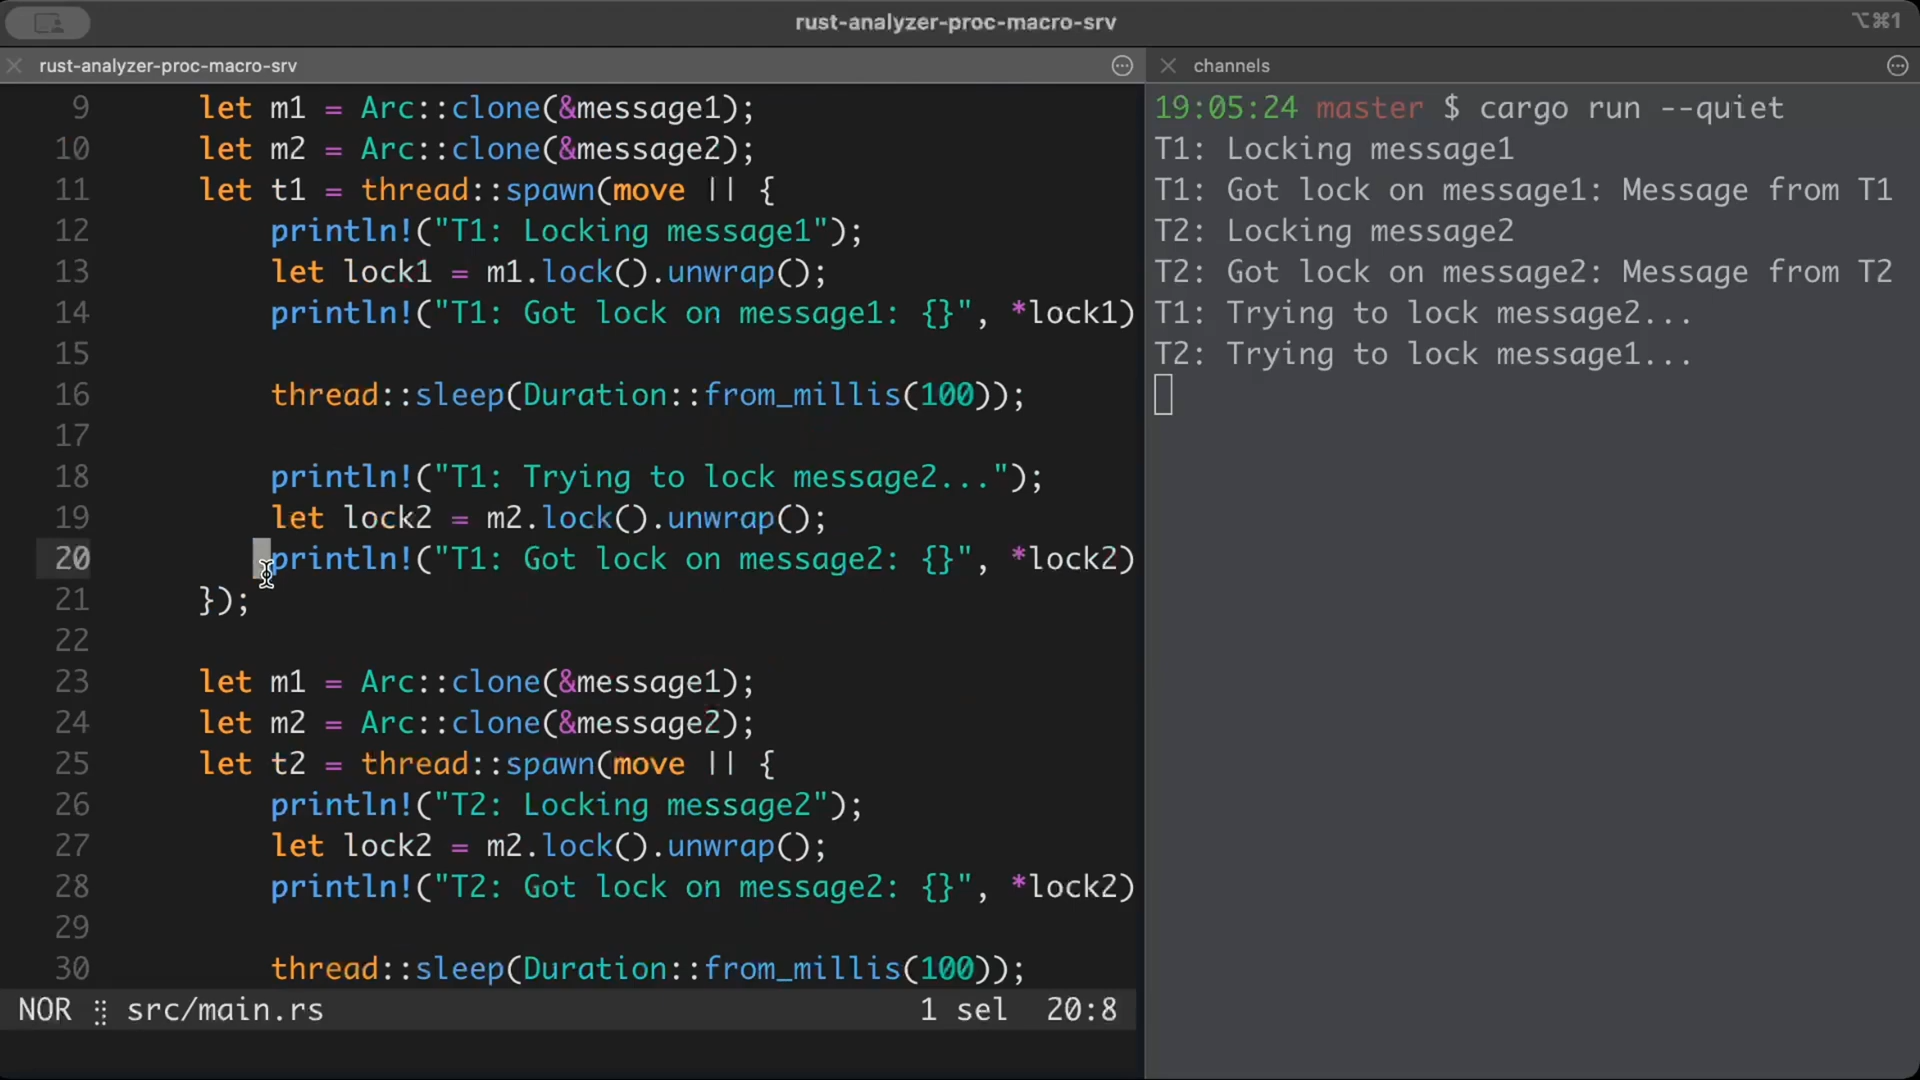 rust-analyzer-proc-macro-srv
⌥⌘1
rust-analyzer-proc-macro-srv
9 let m1 = Arc::clone(&message1);
10 let m2 = Arc::clone(&message2);
11 let t1 = thread::spawn(move || {
12 println!("T1: Locking message1");
13 let lock1 = m1.lock().unwrap();
14 println!("T1: Got lock on message1: {}", *lock1)
15
16 thread::sleep(Duration::from_millis(100));
17
18 println!("T1: Trying to lock message2...");
19 let lock2 = m2.lock().unwrap();
20 println!("T1: Got lock on message2: {}", *lock2)
21 });
22
23 let m1 = Arc::clone(&message1);
24 let m2 = Arc::clone(&message2);
25 let t2 = thread::spawn(move || {
26 println!("T2: Locking message2");
27 let lock2 = m2.lock().unwrap();
28 println!("T2: Got lock on message2: {}", *lock2)
29
30 thread::sleep(Duration::from_millis(100));
NOR src/main.rs 1 sel 20:8
channels
19:05:24 master $ cargo run --quiet
T1: Locking message1
T1: Got lock on message1: Message from T1
T2: Locking message2
T2: Got lock on message2: Message from T2
T1: Trying to lock message2...
T2: Trying to lock message1...